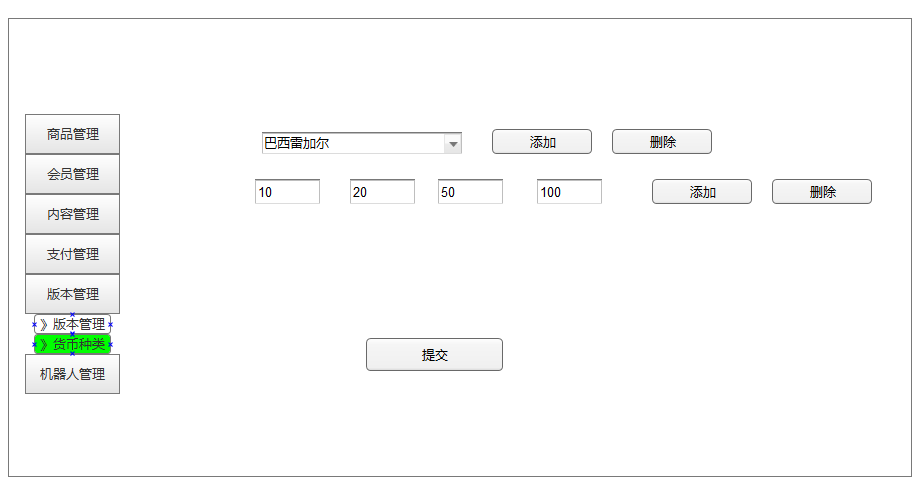 商品管理
会员管理
内容管理
支付管理
版本管理
》版本管理
》货币种类
机器人管理
巴西雷加尔 添加 删除
10 20 50 100 添加 删除
提交